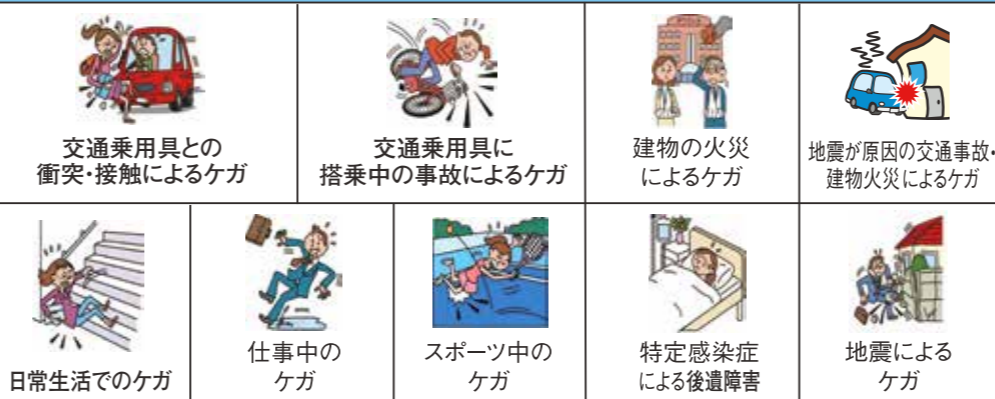 交通乗用具との
衝突・接触によるケガ
交通乗用具に
搭乗中の事故によるケガ
建物の火災
によるケガ
地震が原因の交通事故・
建物火災によるケガ
日常生活でのケガ
仕事中の
ケガ
スポーツ中の
ケガ
特定感染症
による後遺障害
地震による
ケガ